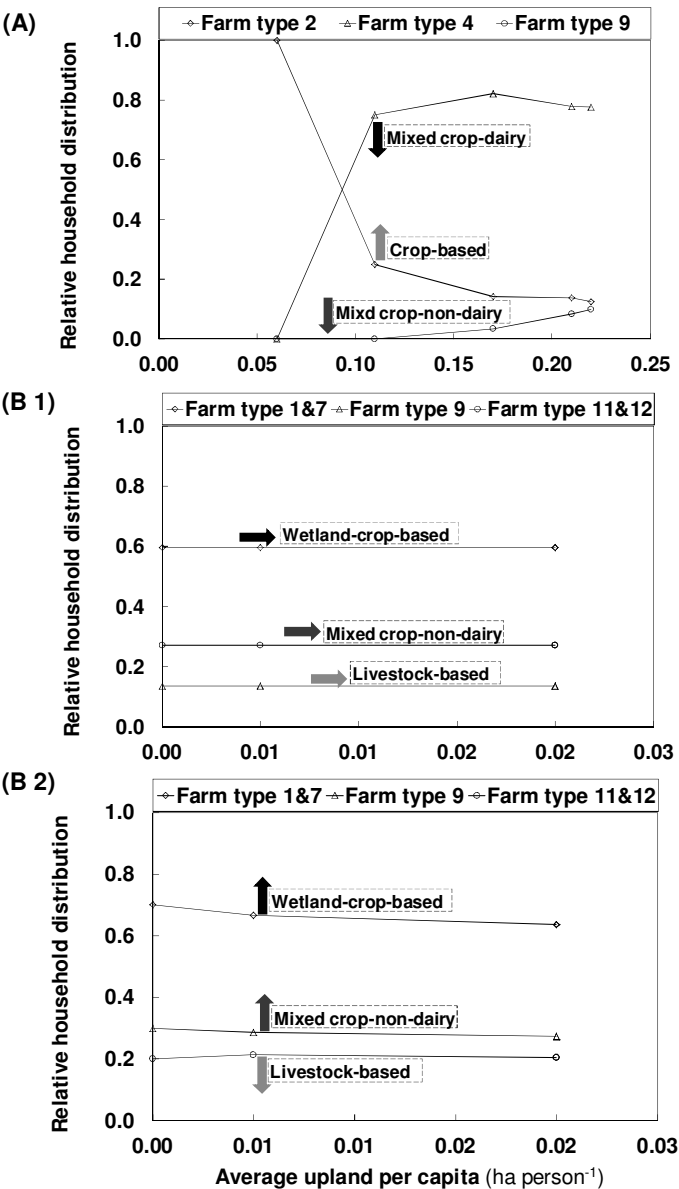 (A)
Farm type 2 Farm type 4 Farm type 9
Relative household distribution
1.0
0.8
0.6
0.4
0.2
0.0
Mixed crop-dairy
Crop-based
Mixd crop-non-dairy
0.00 0.05 0.10 0.15 0.20 0.25
(B 1)
Farm type 1&7 Farm type 9 Farm type 11&12
Relative household distribution
1.0
0.8
0.6
0.4
0.2
0.0
Wetland-crop-based
Mixed crop-non-dairy
Livestock-based
0.00 0.01 0.01 0.02 0.02 0.03
(B 2)
Farm type 1&7 Farm type 9 Farm type 11&12
Relative household distribution
1.0
0.8
0.6
0.4
0.2
0.0
Wetland-crop-based
Mixed crop-non-dairy
Livestock-based
0.00 0.01 0.01 0.02 0.02 0.03
Average upland per capita (ha person⁻¹)